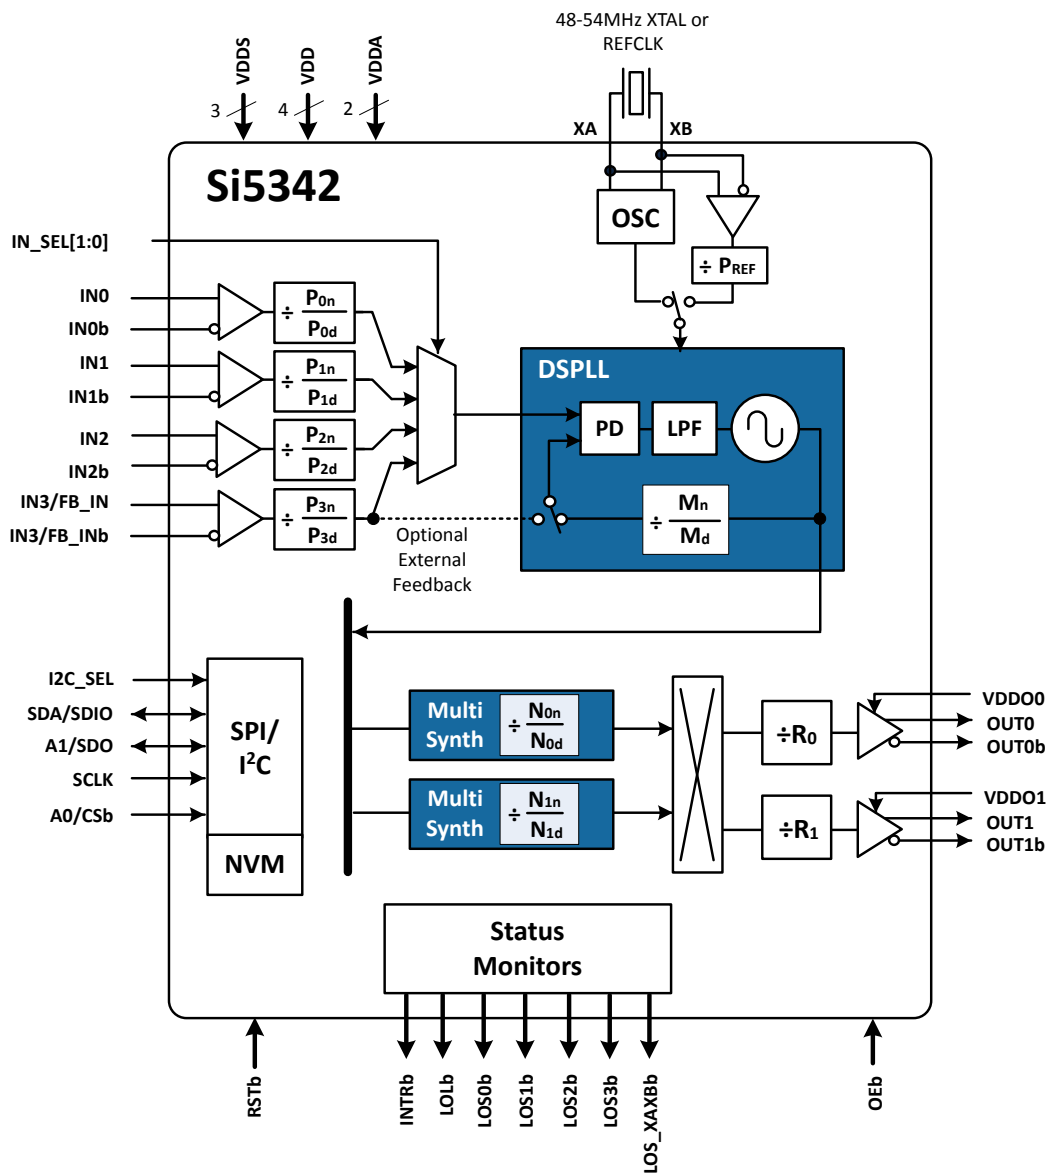 48-54MHz XTAL or
REFCLK
VDDS
VDD
VDDA
3
4
2
XA
XB
Si5342
OSC
÷ PREF
IN_SEL[1:0]
IN0
IN0b
÷ P0n
P0d
IN1
IN1b
÷ P1n
P1d
IN2
IN2b
÷ P2n
P2d
IN3/FB_IN
IN3/FB_INb
÷ P3n
P3d
Optional
External
Feedback
DSPLL
PD
LPF
÷ Mn
Md
I2C_SEL
SDA/SDIO
A1/SDO
SCLK
A0/CSb
SPI/
I²C
NVM
Multi
Synth
÷ N0n
N0d
Multi
Synth
÷ N1n
N1d
÷R0
÷R1
VDDO0
OUT0
OUT0b
VDDO1
OUT1
OUT1b
Status
Monitors
RSTb
INTRb
LOLb
LOS0b
LOS1b
LOS2b
LOS3b
LOS_XAXBb
OEb